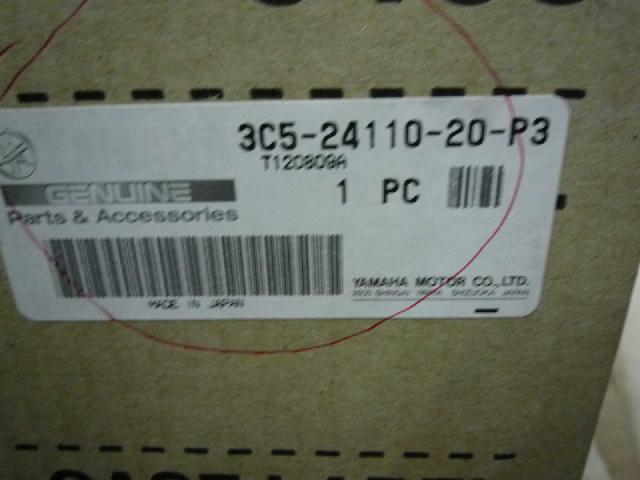 3C5-24110-20-P3
T120809A
GENUINE
1 PC
Parts & Accessories
YAMAHA MOTOR CO.,LTD.
MADE IN JAPAN